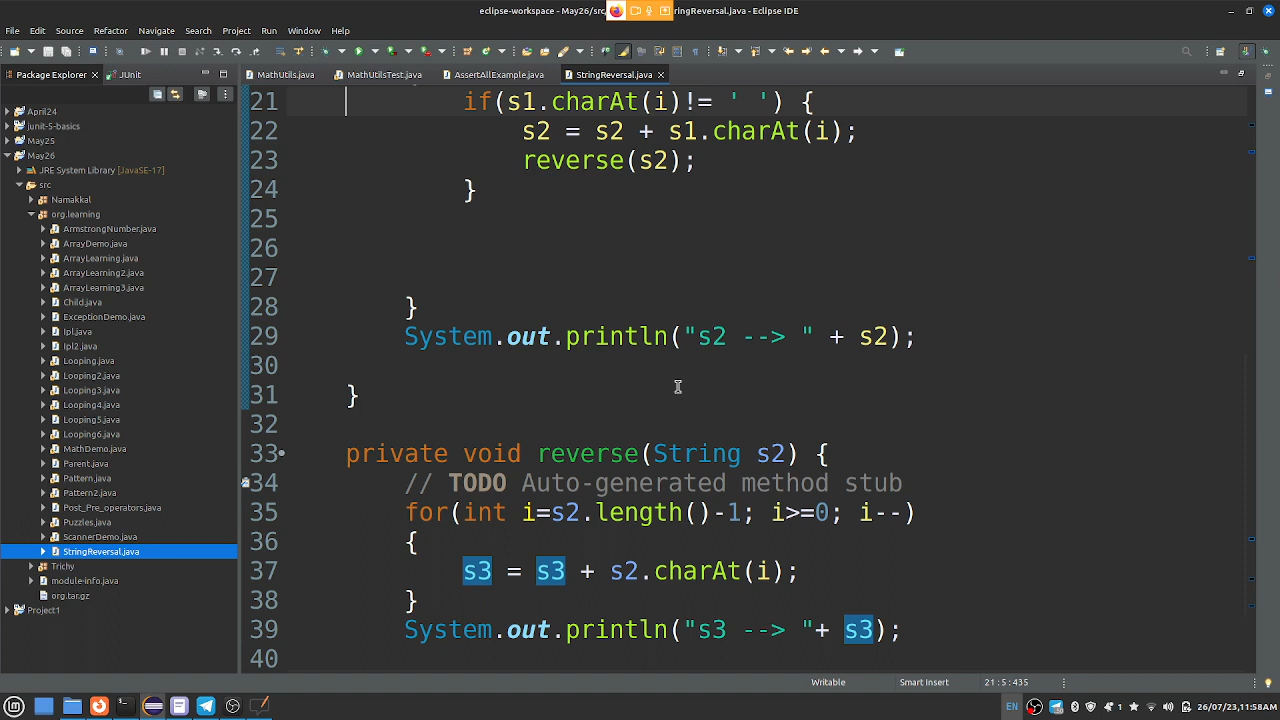 eclipse-workspace - May26/src
ringReversal.java - Eclipse IDE
File Edit Source Refactor Navigate Search Project Run Window Help
Package Explorer
JUnit
MathUtils.java
MathUtilsTest.java
AssertAllExample.java
StringReversal.java
April24
junit-5-basics
May25
May26
JRE System Library [JavaSE-17]
src
Namakkal
org.learning
ArmstrongNumber.java
ArrayDemo.java
ArrayLearning.java
ArrayLearning2.java
ArrayLearning3.java
Child.java
ExceptionDemo.java
Ipl.java
Ipl2.java
Looping.java
Looping2.java
Looping3.java
Looping4.java
Looping5.java
Looping6.java
MathDemo.java
Parent.java
Pattern.java
Pattern2.java
Post_Pre_operators.java
Puzzles.java
ScannerDemo.java
StringReversal.java
Trichy
module-info.java
org.tar.gz
Project1
21 if(s1.charAt(i)!= ' ') {
22 s2 = s2 + s1.charAt(i);
23 reverse(s2);
24 }
25
26
27
28 }
29 System.out.println("s2 --> " + s2);
30
31 }
32
33 private void reverse(String s2) {
34 // TODO Auto-generated method stub
35 for(int i=s2.length()-1; i>=0; i--)
36 {
37 s3 = s3 + s2.charAt(i);
38 }
39 System.out.println("s3 --> "+ s3);
40
Writable
Smart Insert
21 : 5 : 435
EN
26/07/23, 11:58AM